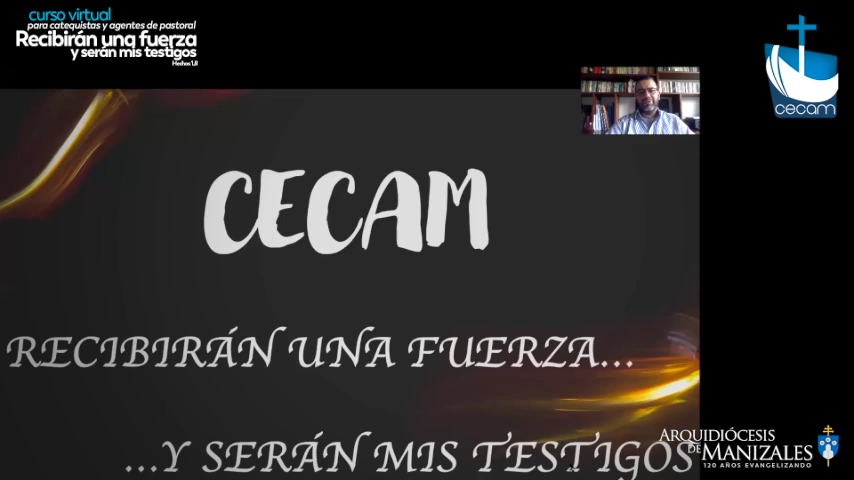 curso virtual
para catequistas y agentes de pastoral
Recibirán una fuerza
y serán mis testigos
Hechos 1,8
cecam
CECAM
RECIBIRÁN UNA FUERZA...
...Y SERÁN MIS TESTIGOS
ARQUIDIÓCESIS
DE MANIZALES
120 AÑOS EVANGELIZANDO